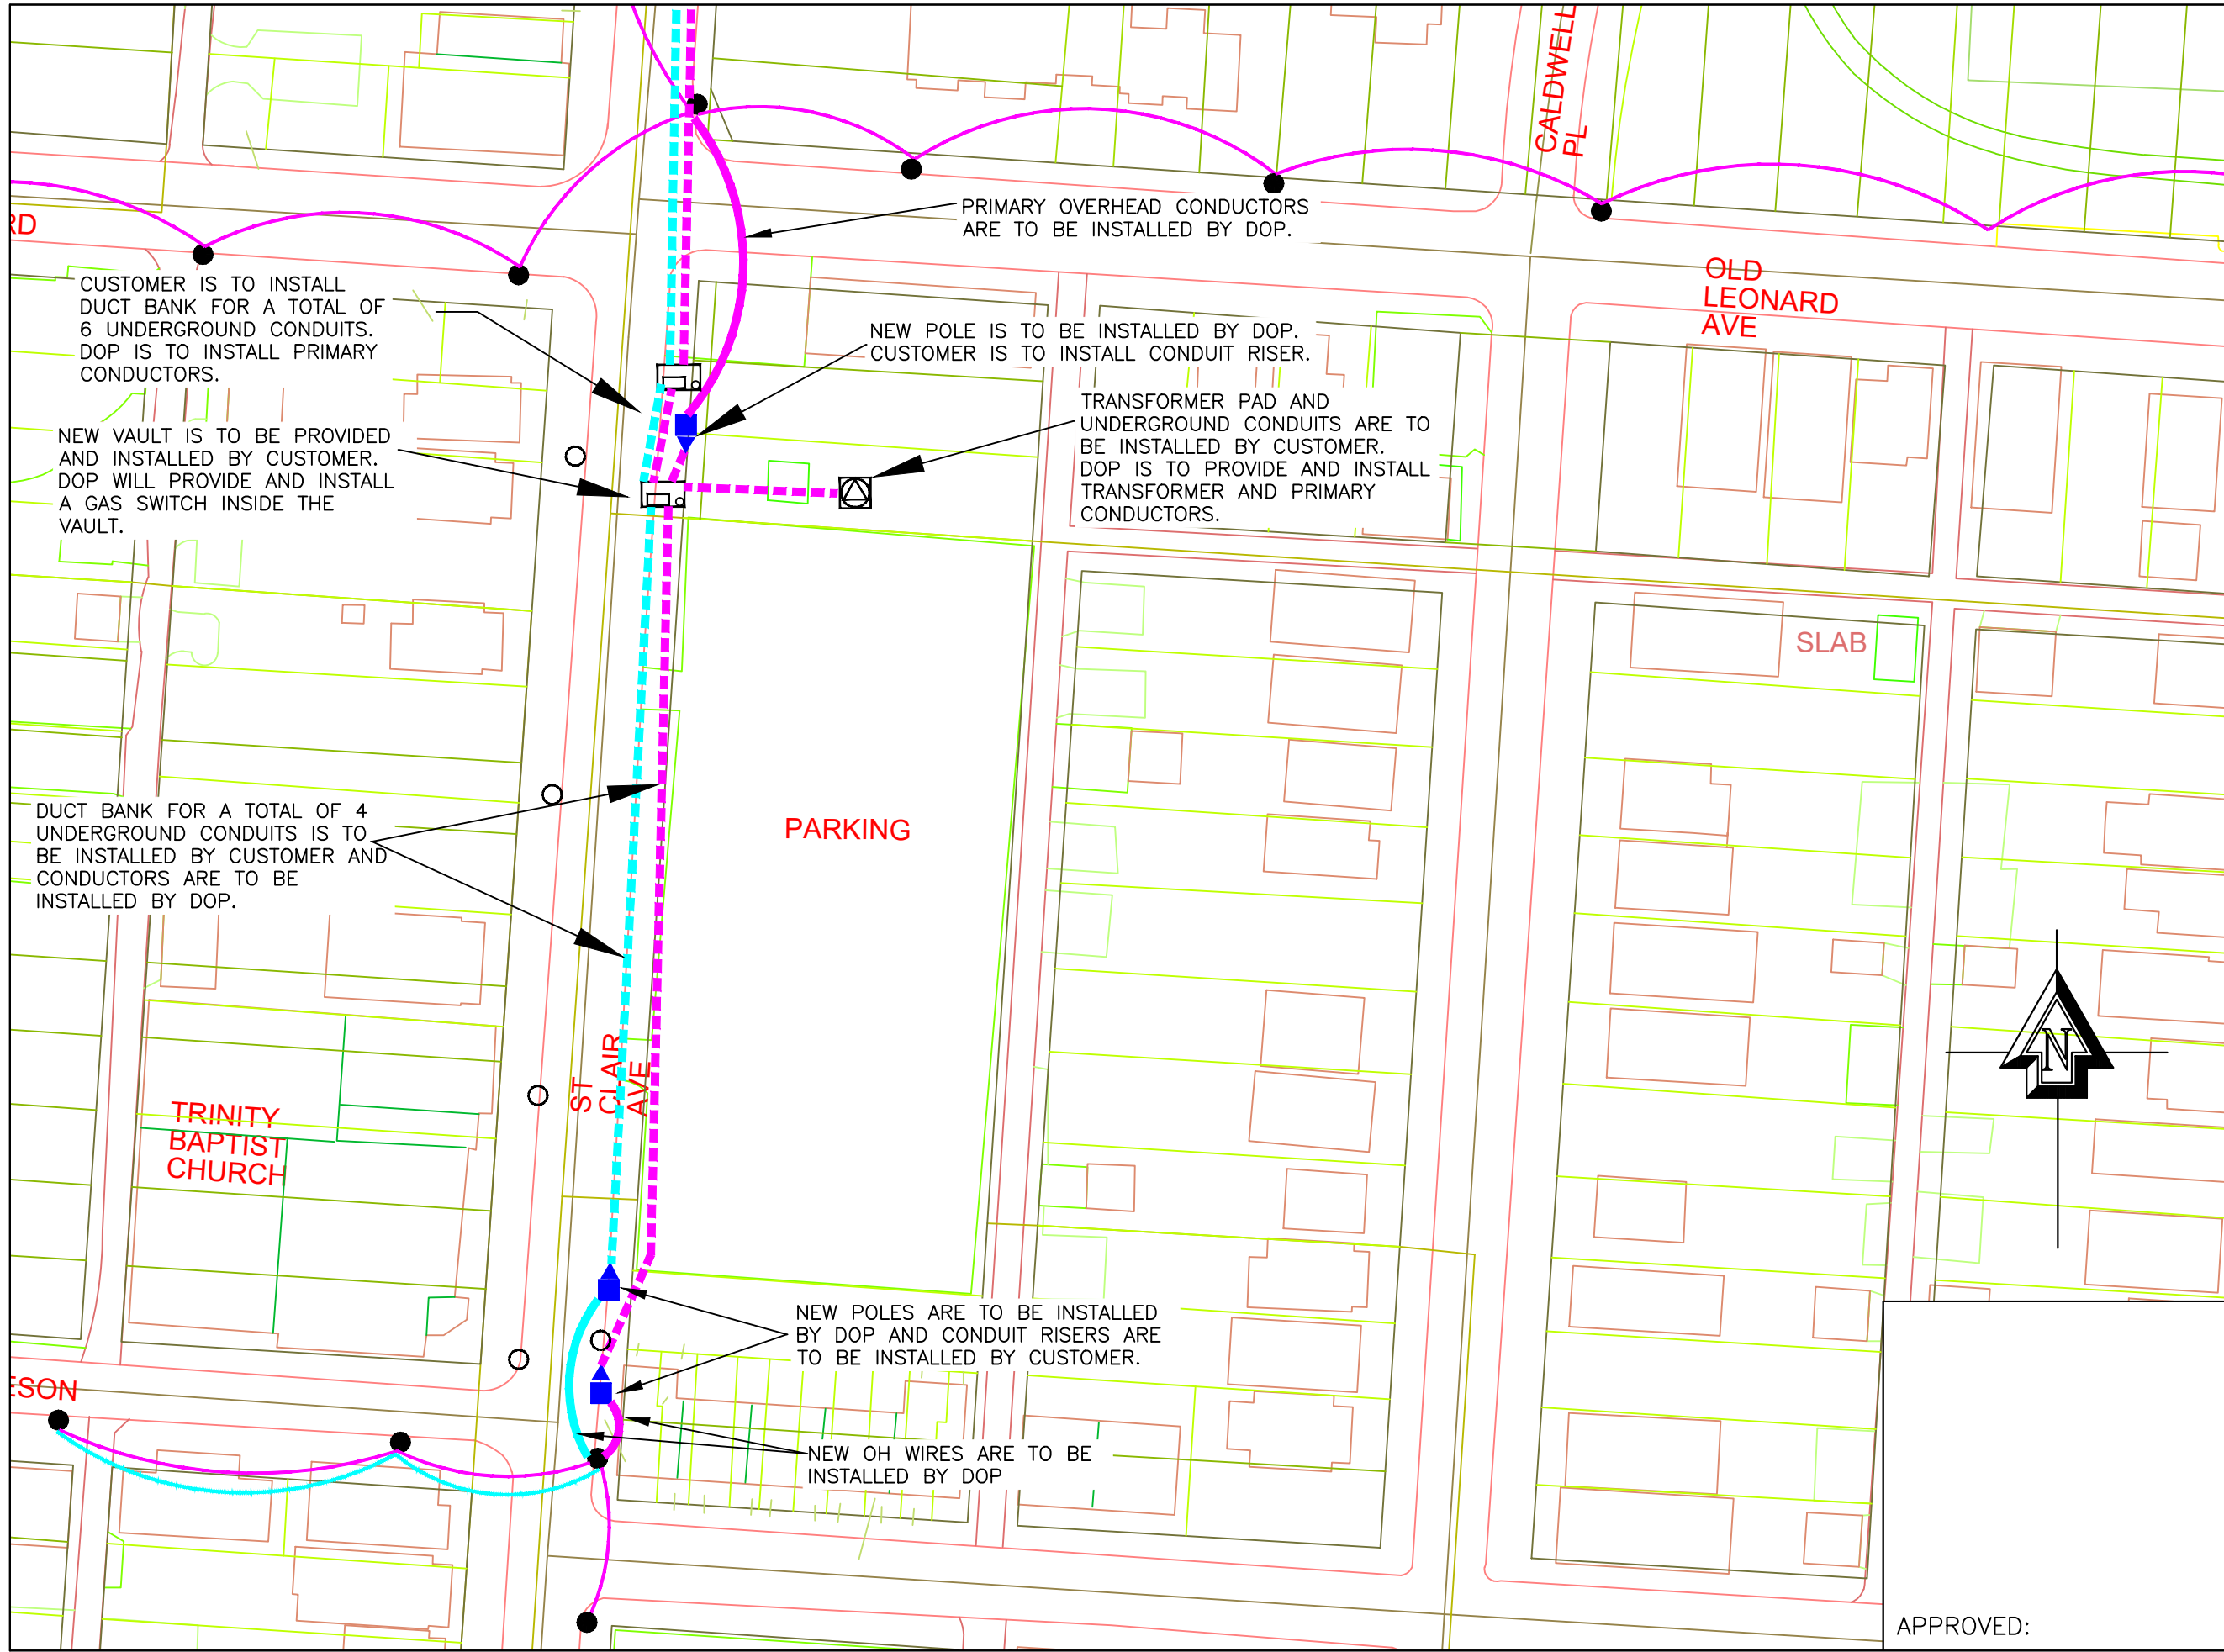 CALDWELL
PL
PRIMARY OVERHEAD CONDUCTORS
ARE TO BE INSTALLED BY DOP.
RD
CUSTOMER IS TO INSTALL
DUCT BANK FOR A TOTAL OF
6 UNDERGROUND CONDUITS.
DOP IS TO INSTALL PRIMARY
CONDUCTORS.
OLD
LEONARD
AVE
NEW POLE IS TO BE INSTALLED BY DOP.
CUSTOMER IS TO INSTALL CONDUIT RISER.
TRANSFORMER PAD AND
UNDERGROUND CONDUITS ARE TO
BE INSTALLED BY CUSTOMER.
DOP IS TO PROVIDE AND INSTALL
TRANSFORMER AND PRIMARY
CONDUCTORS.
NEW VAULT IS TO BE PROVIDED
AND INSTALLED BY CUSTOMER.
DOP WILL PROVIDE AND INSTALL
A GAS SWITCH INSIDE THE
VAULT.
SLAB
DUCT BANK FOR A TOTAL OF 4
UNDERGROUND CONDUITS IS TO
BE INSTALLED BY CUSTOMER AND
CONDUCTORS ARE TO BE
INSTALLED BY DOP.
PARKING
ST
CLAIR
AVE
N
TRINITY
BAPTIST
CHURCH
NEW POLES ARE TO BE INSTALLED
BY DOP AND CONDUIT RISERS ARE
TO BE INSTALLED BY CUSTOMER.
ESON
NEW OH WIRES ARE TO BE
INSTALLED BY DOP
APPROVED: